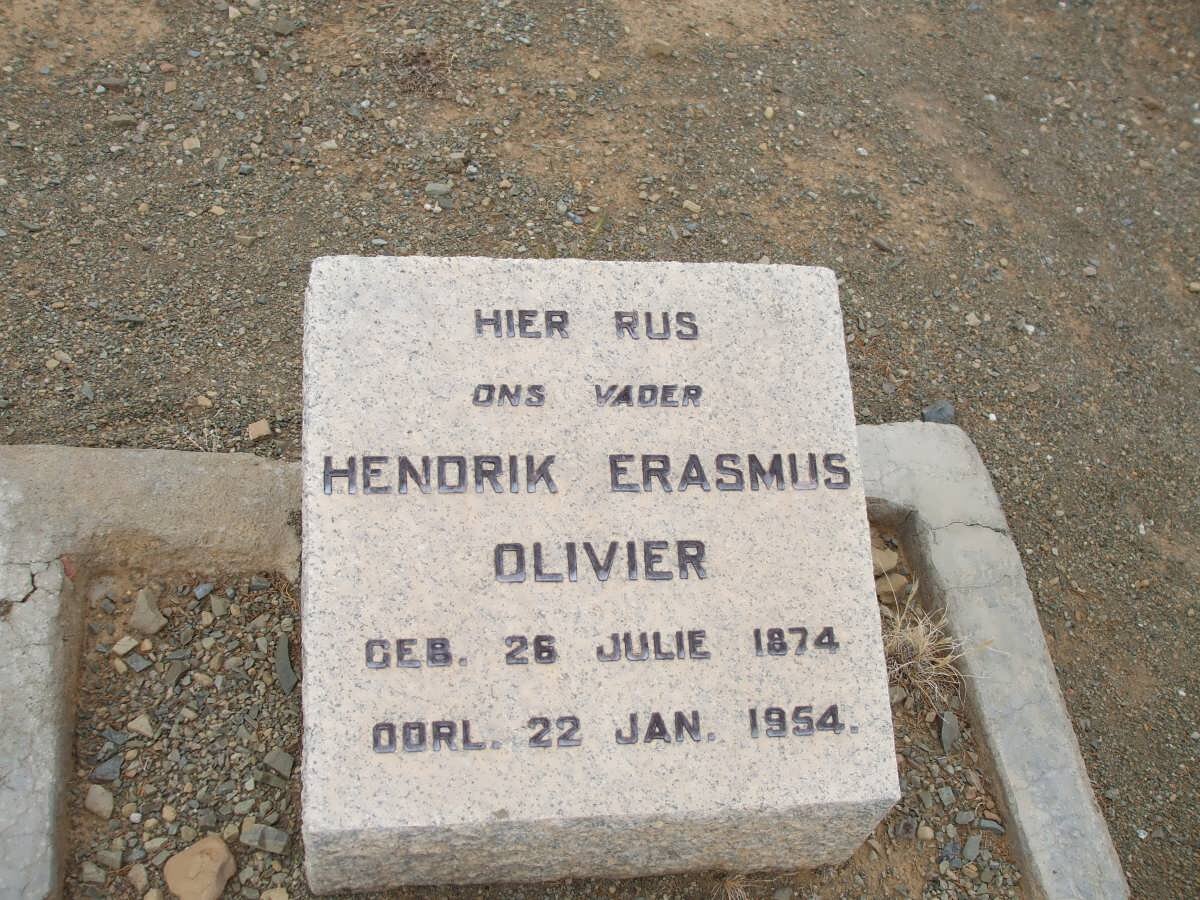 HIER RUS
ONS VADER
HENDRIK ERASMUS
OLIVIER
GEB. 26 JULIE 1874
OORL. 22 JAN. 1954.